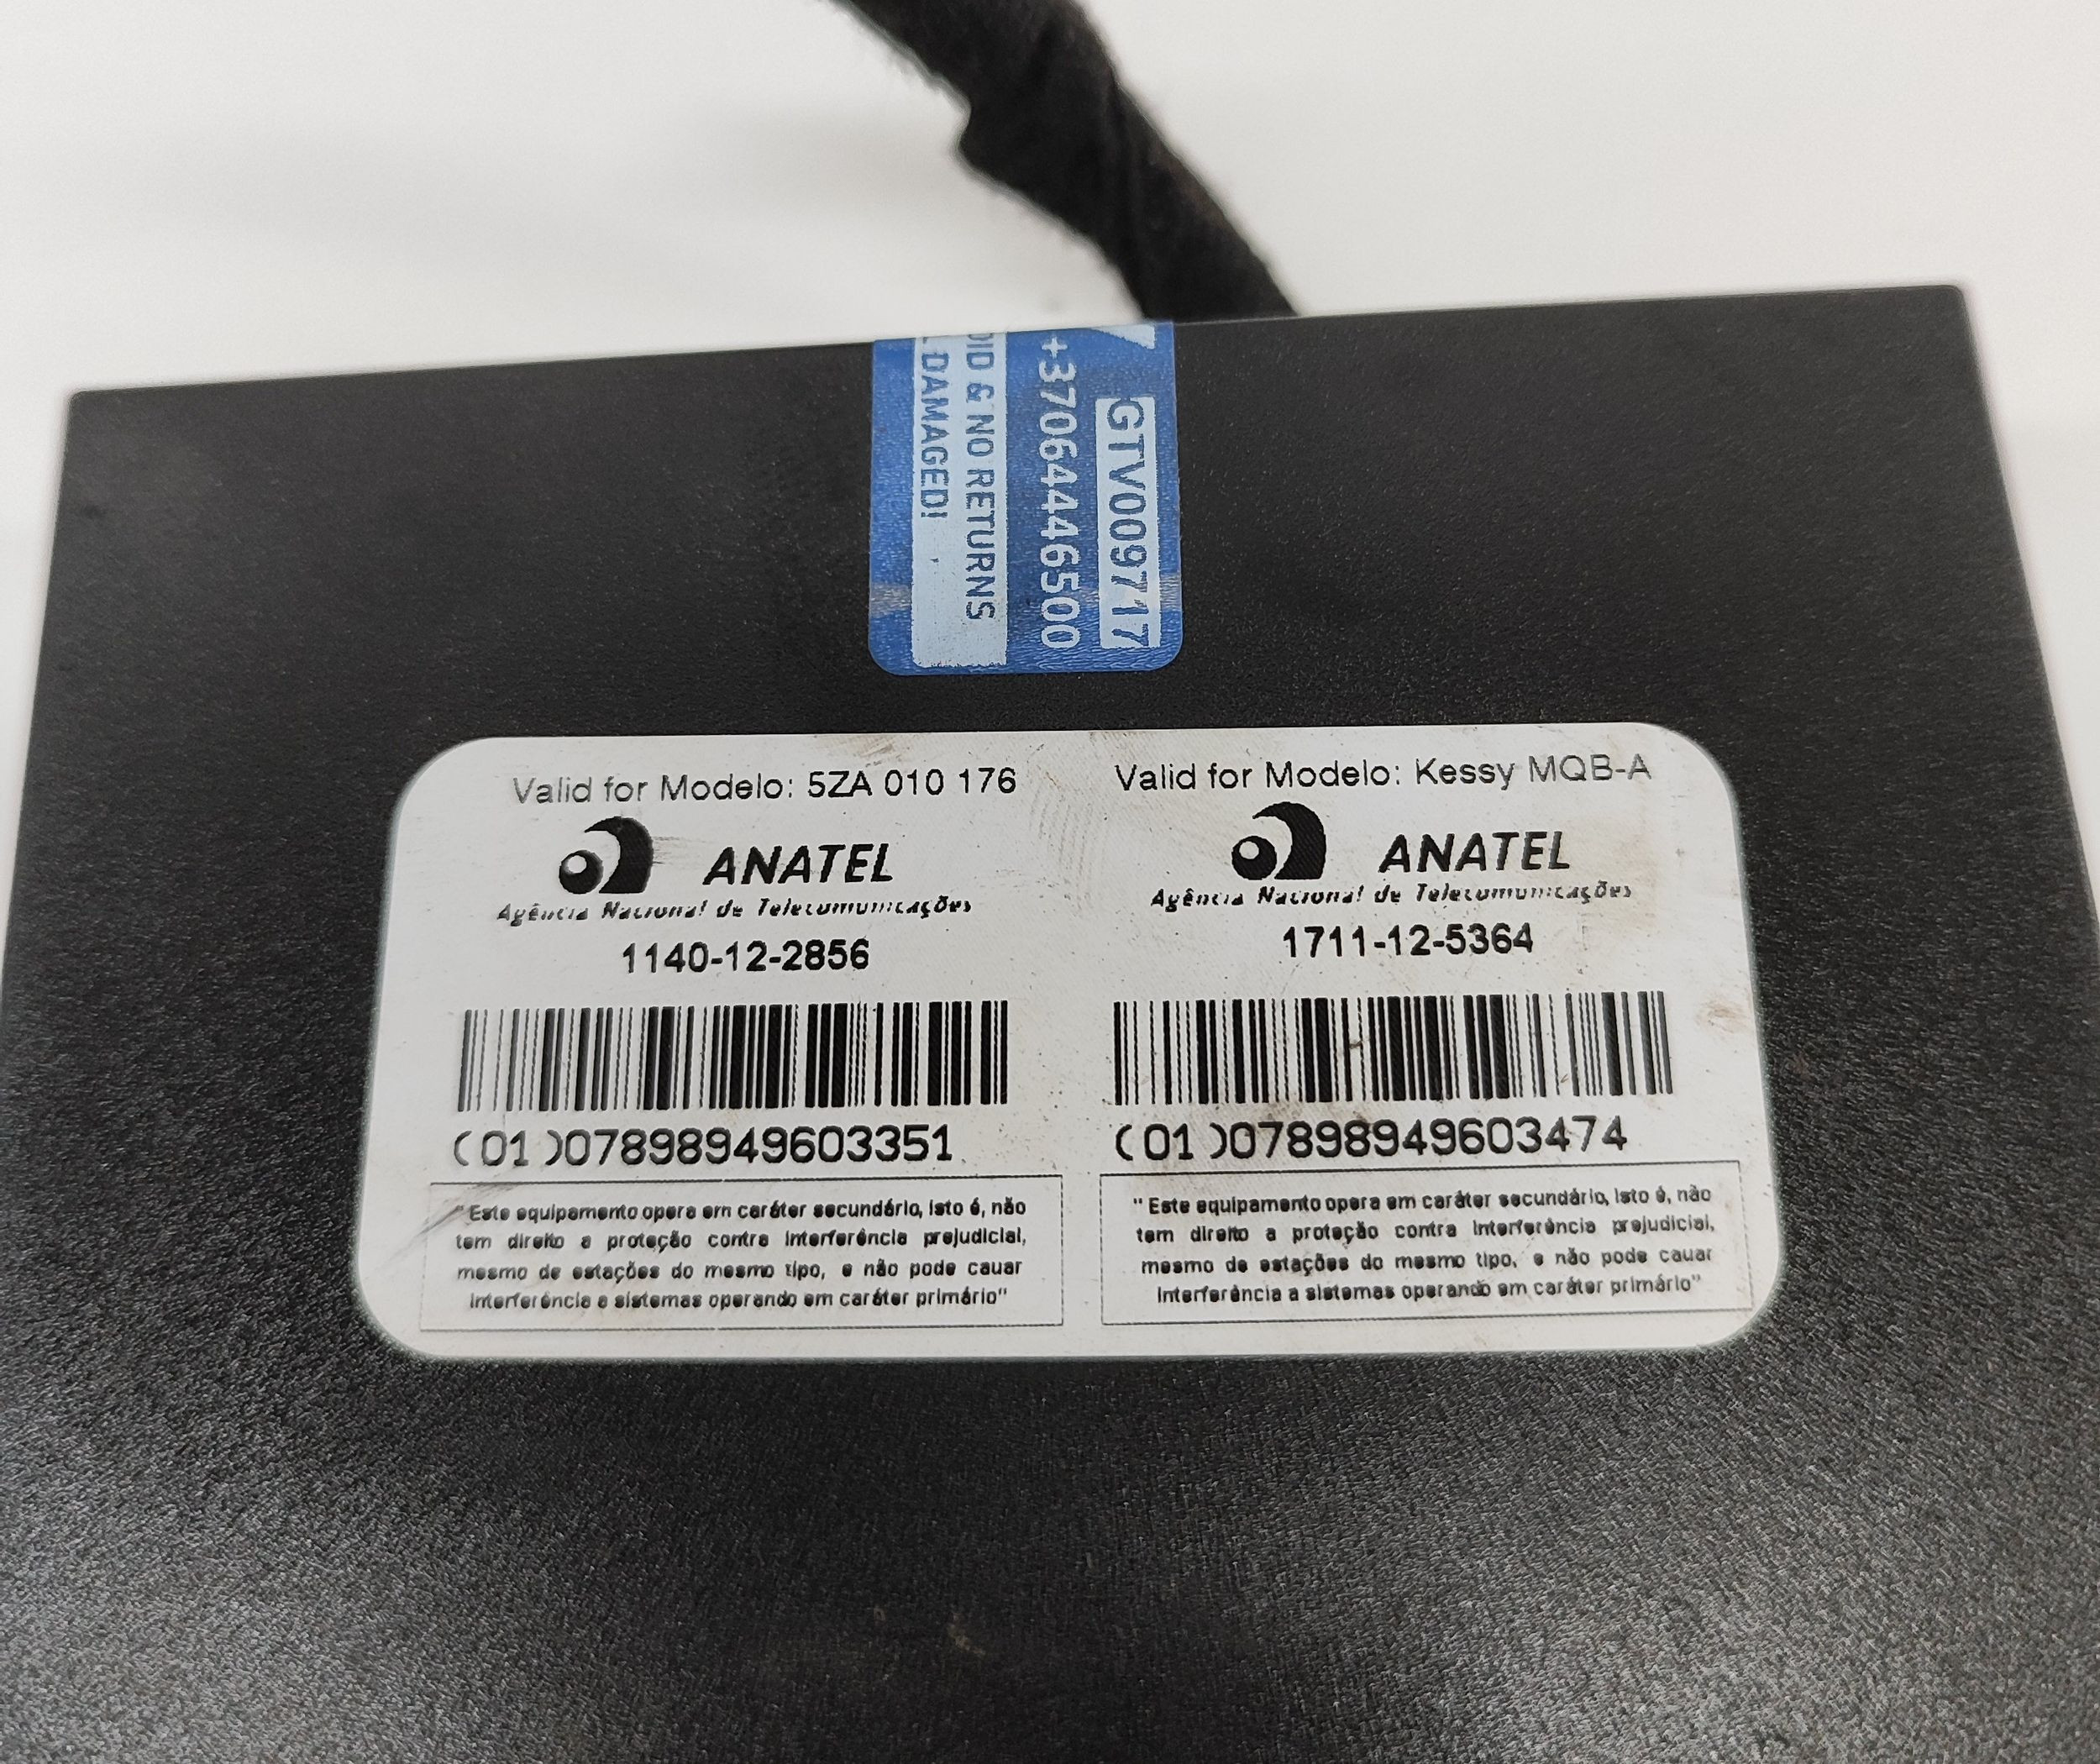 GTV009717
+37064446500
OID & NO RETURNS
DAMAGED!
Valid for Modelo: 5ZA 010 176
ANATEL
Agência Nacional de Telecomunicações
1140-12-2856
(01)07898949603351
"Este equipamento opera em caráter secundário, isto é, não
tem direito a proteção contra interferência prejudicial,
mesmo de estações do mesmo tipo, e não pode cauar
interferência a sistemas operando em caráter primário"
Valid for Modelo: Kessy MQB-A
ANATEL
Agência Nacional de Telecomunicações
1711-12-5364
(01)07898949603474
"Este equipamento opera em caráter secundário, isto é, não
tem direito a proteção contra interferência prejudicial,
mesmo de estações do mesmo tipo, e não pode cauar
interferência a sistemas operando em caráter primário"